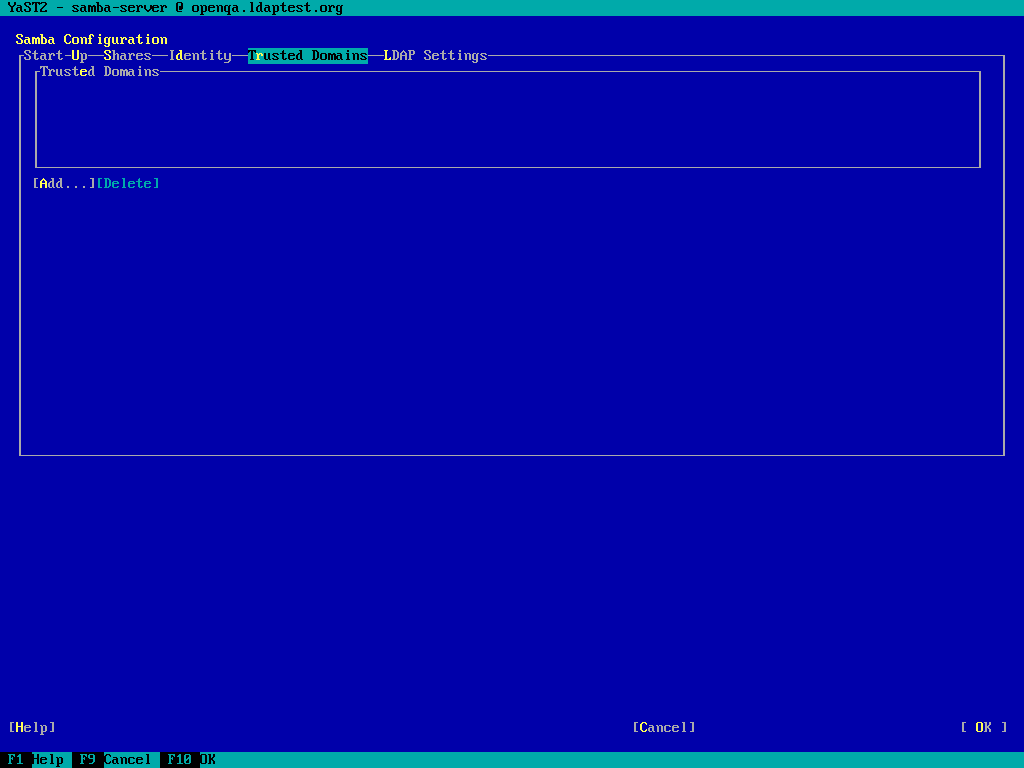 YaST2 - samba-server @ openqa.ldaptest.org
Samba Configuration
Start-Up Shares Identity Trusted Domains LDAP Settings
Trusted Domains
[Add...][Delete]
[Help] [Cancel] [ OK ]
F1 Help F9 Cancel F10 OK